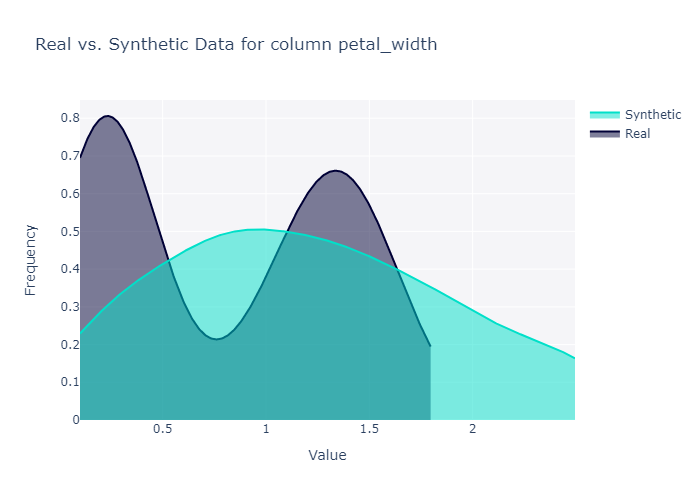 Real vs. Synthetic Data for column petal_width
Synthetic
Real
0.8
0.7
0.6
0.5
0.4
0.3
0.2
0.1
0
Frequency
0.5
1
1.5
2
Value